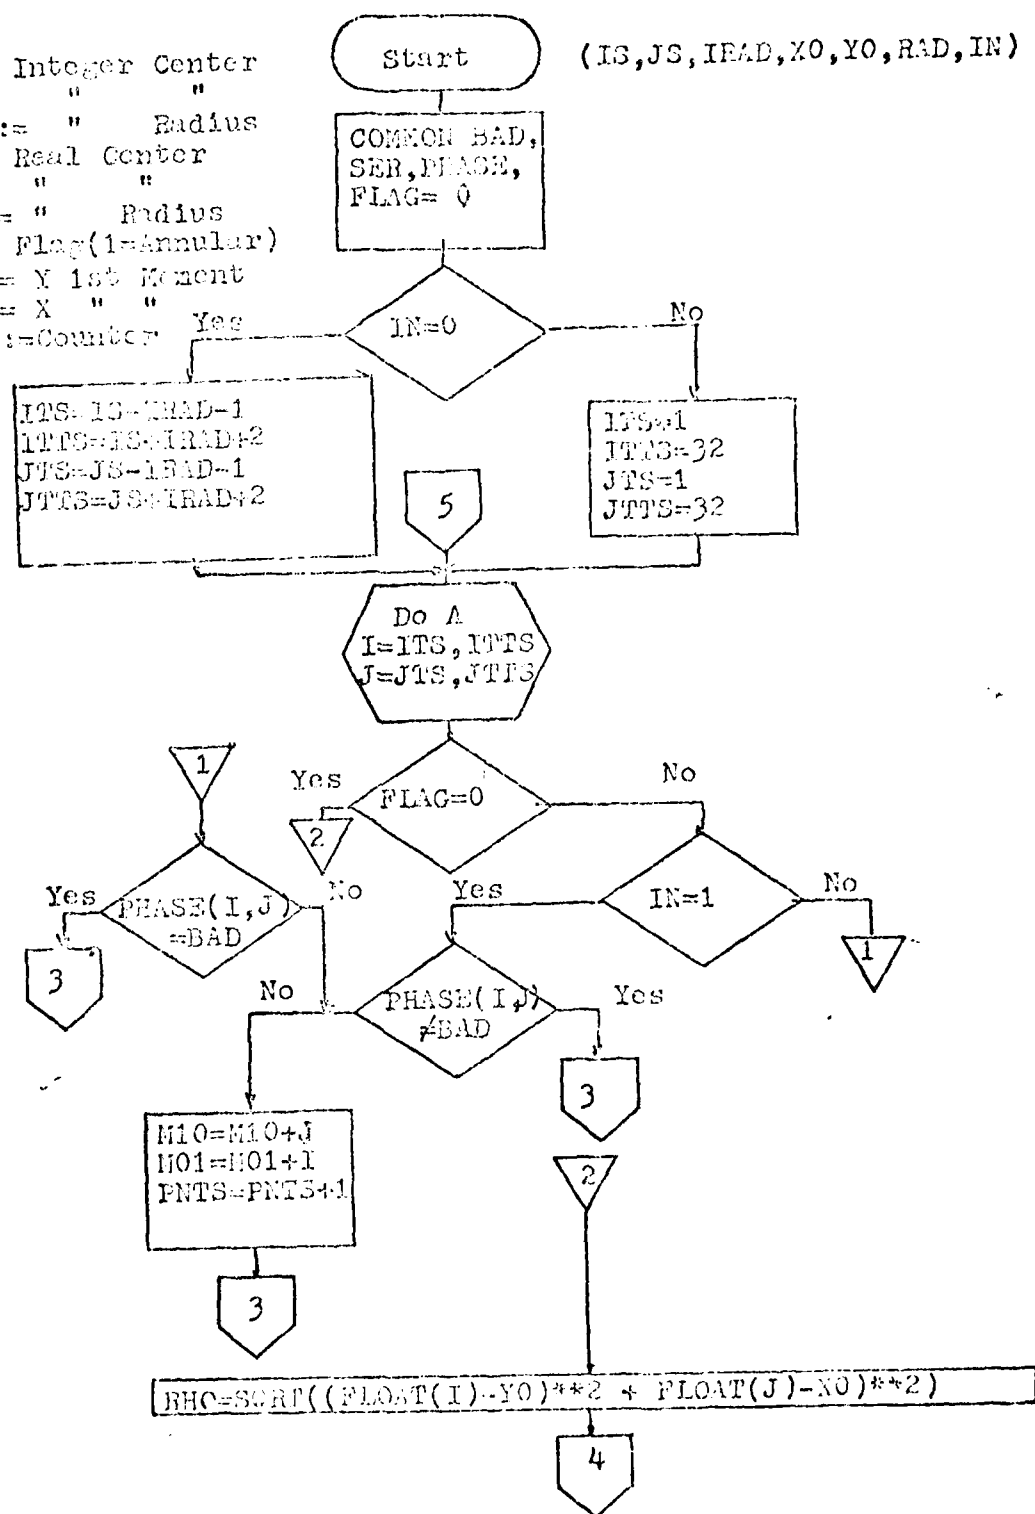 Start
(IS,JS,IRAD,XO,YO,RAD,IN)
Integer Center
" "
:= " Radius
Real Center
" "
= " Radius
Flag(1=Annular)
= Y 1st Moment
= X " "
:=Counter
COMMON BAD,
SER,PHASE,
FLAG= 0
IN=0
Yes
No
ITS=IS-IRAD-1
ITTS=IS+IRAD+2
JTS=JS-IRAD-1
JTTS=JS+IRAD+2
ITS=1
ITTS=32
JTS=1
JTTS=32
5
Do A
I=ITS,ITTS
J=JTS,JTTS
1
Yes
FLAG=0
No
2
Yes
PHASE(I,J)
=BAD
No
Yes
IN=1
No
3
1
No
PHASE(I,J)
≠BAD
Yes
3
M10=M10+J
M01=M01+I
PNTS=PNTS+1
2
3
RHO=SQRT((FLOAT(I)-YO)**2 + FLOAT(J)-XO)**2)
4